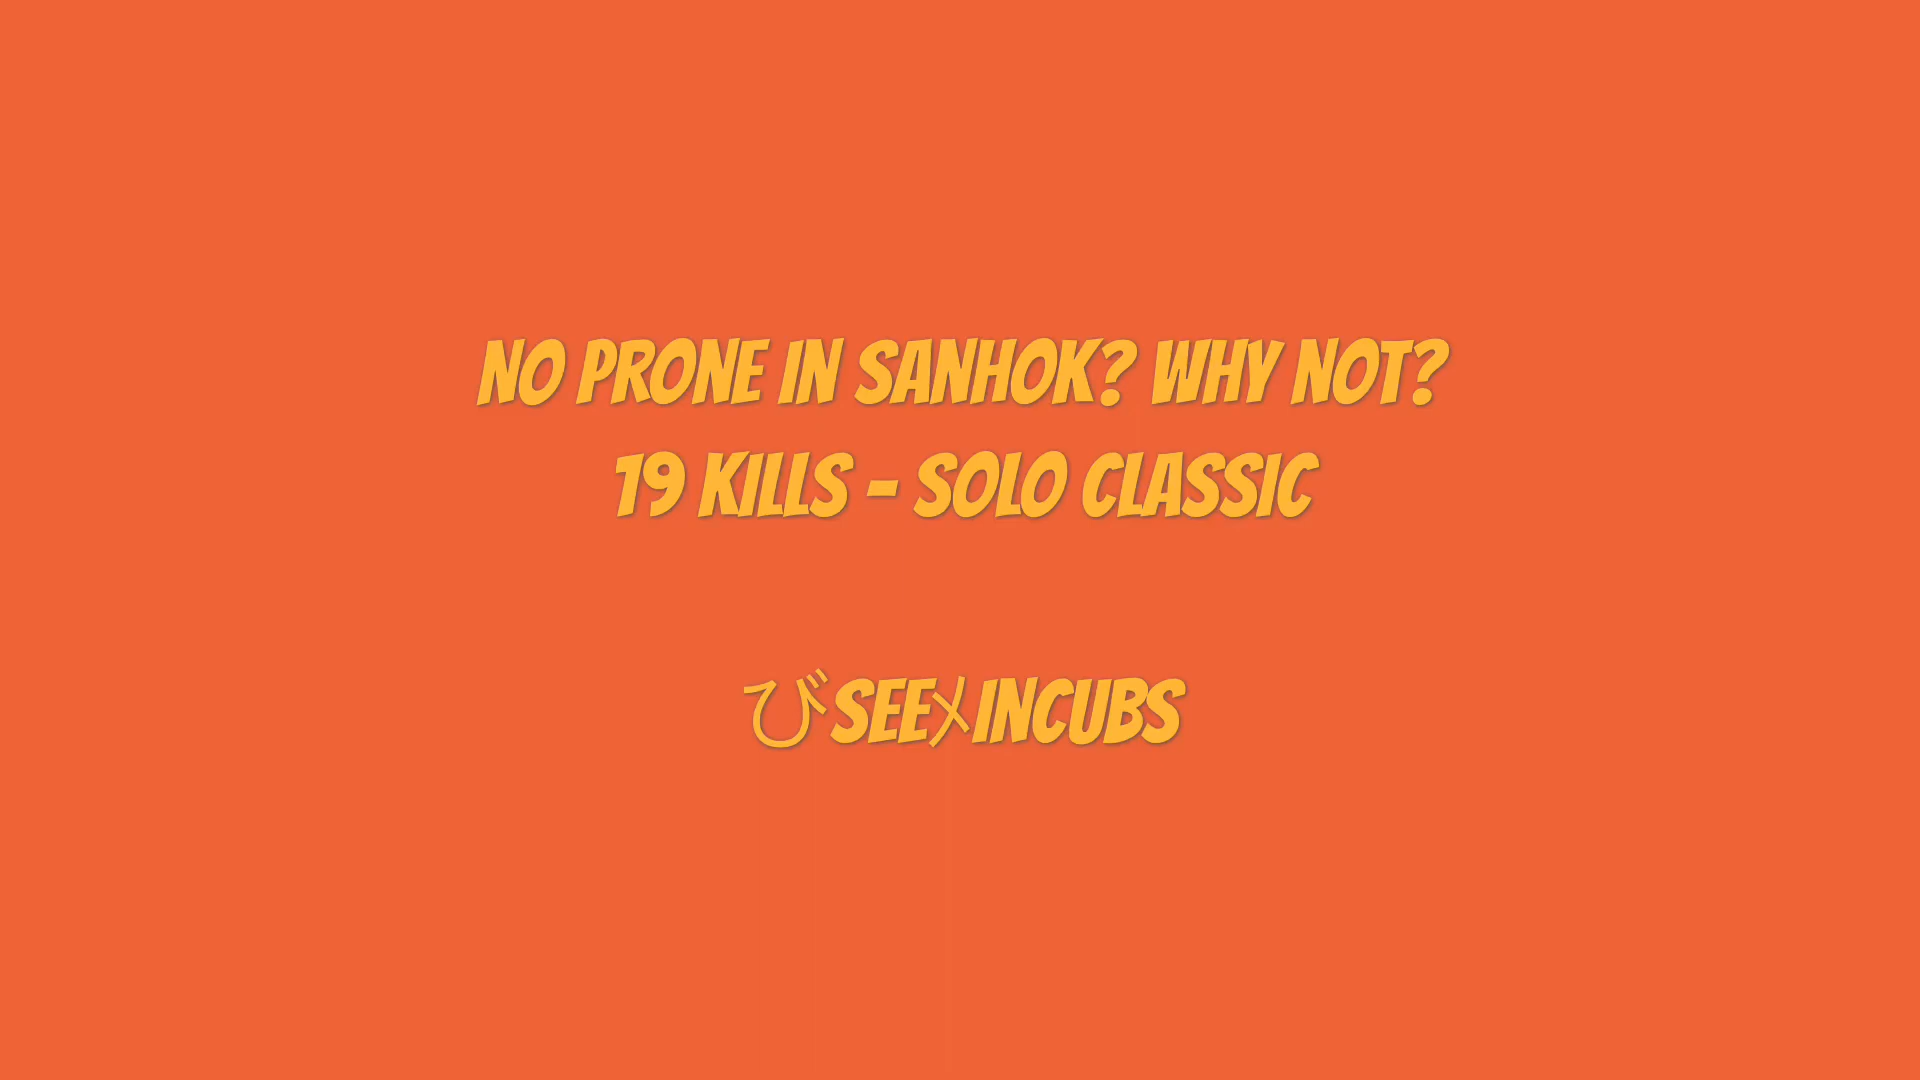 NO PRONE IN SANHOK? WHY NOT?
19 KILLS - SOLO CLASSIC
びSEEメINCUBS